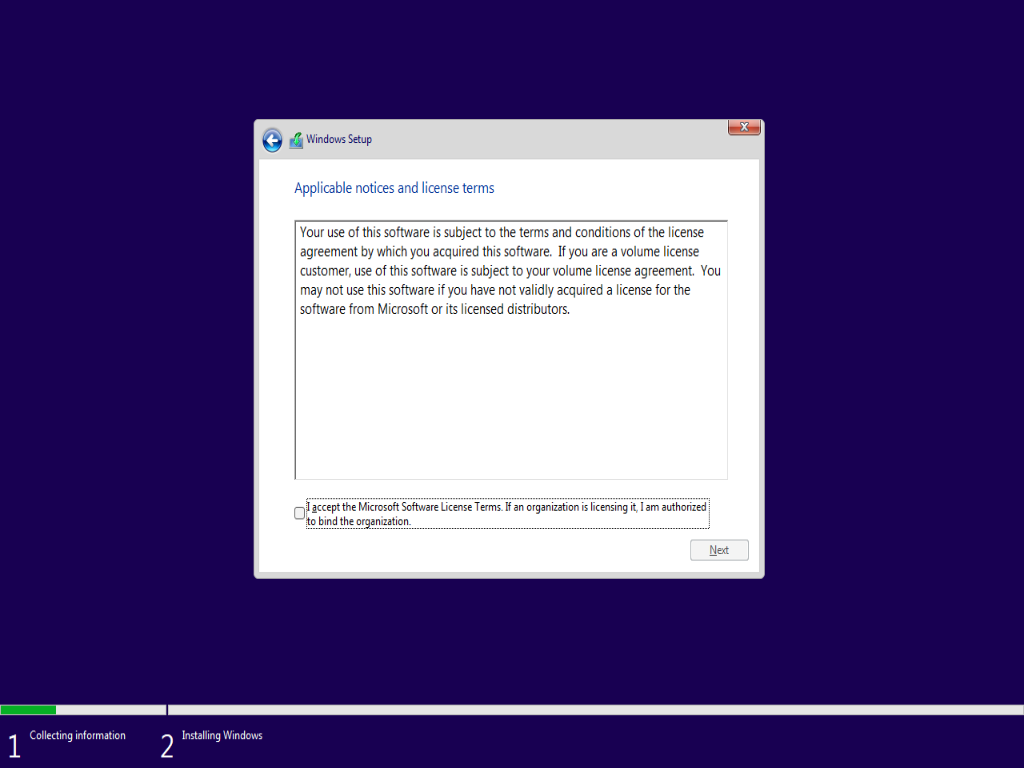 Windows Setup
Applicable notices and license terms
Your use of this software is subject to the terms and conditions of the license
agreement by which you acquired this software.  If you are a volume license
customer, use of this software is subject to your volume license agreement.  You
may not use this software if you have not validly acquired a license for the
software from Microsoft or its licensed distributors.
I accept the Microsoft Software License Terms. If an organization is licensing it, I am authorized
to bind the organization.
Next
1 Collecting information
2 Installing Windows